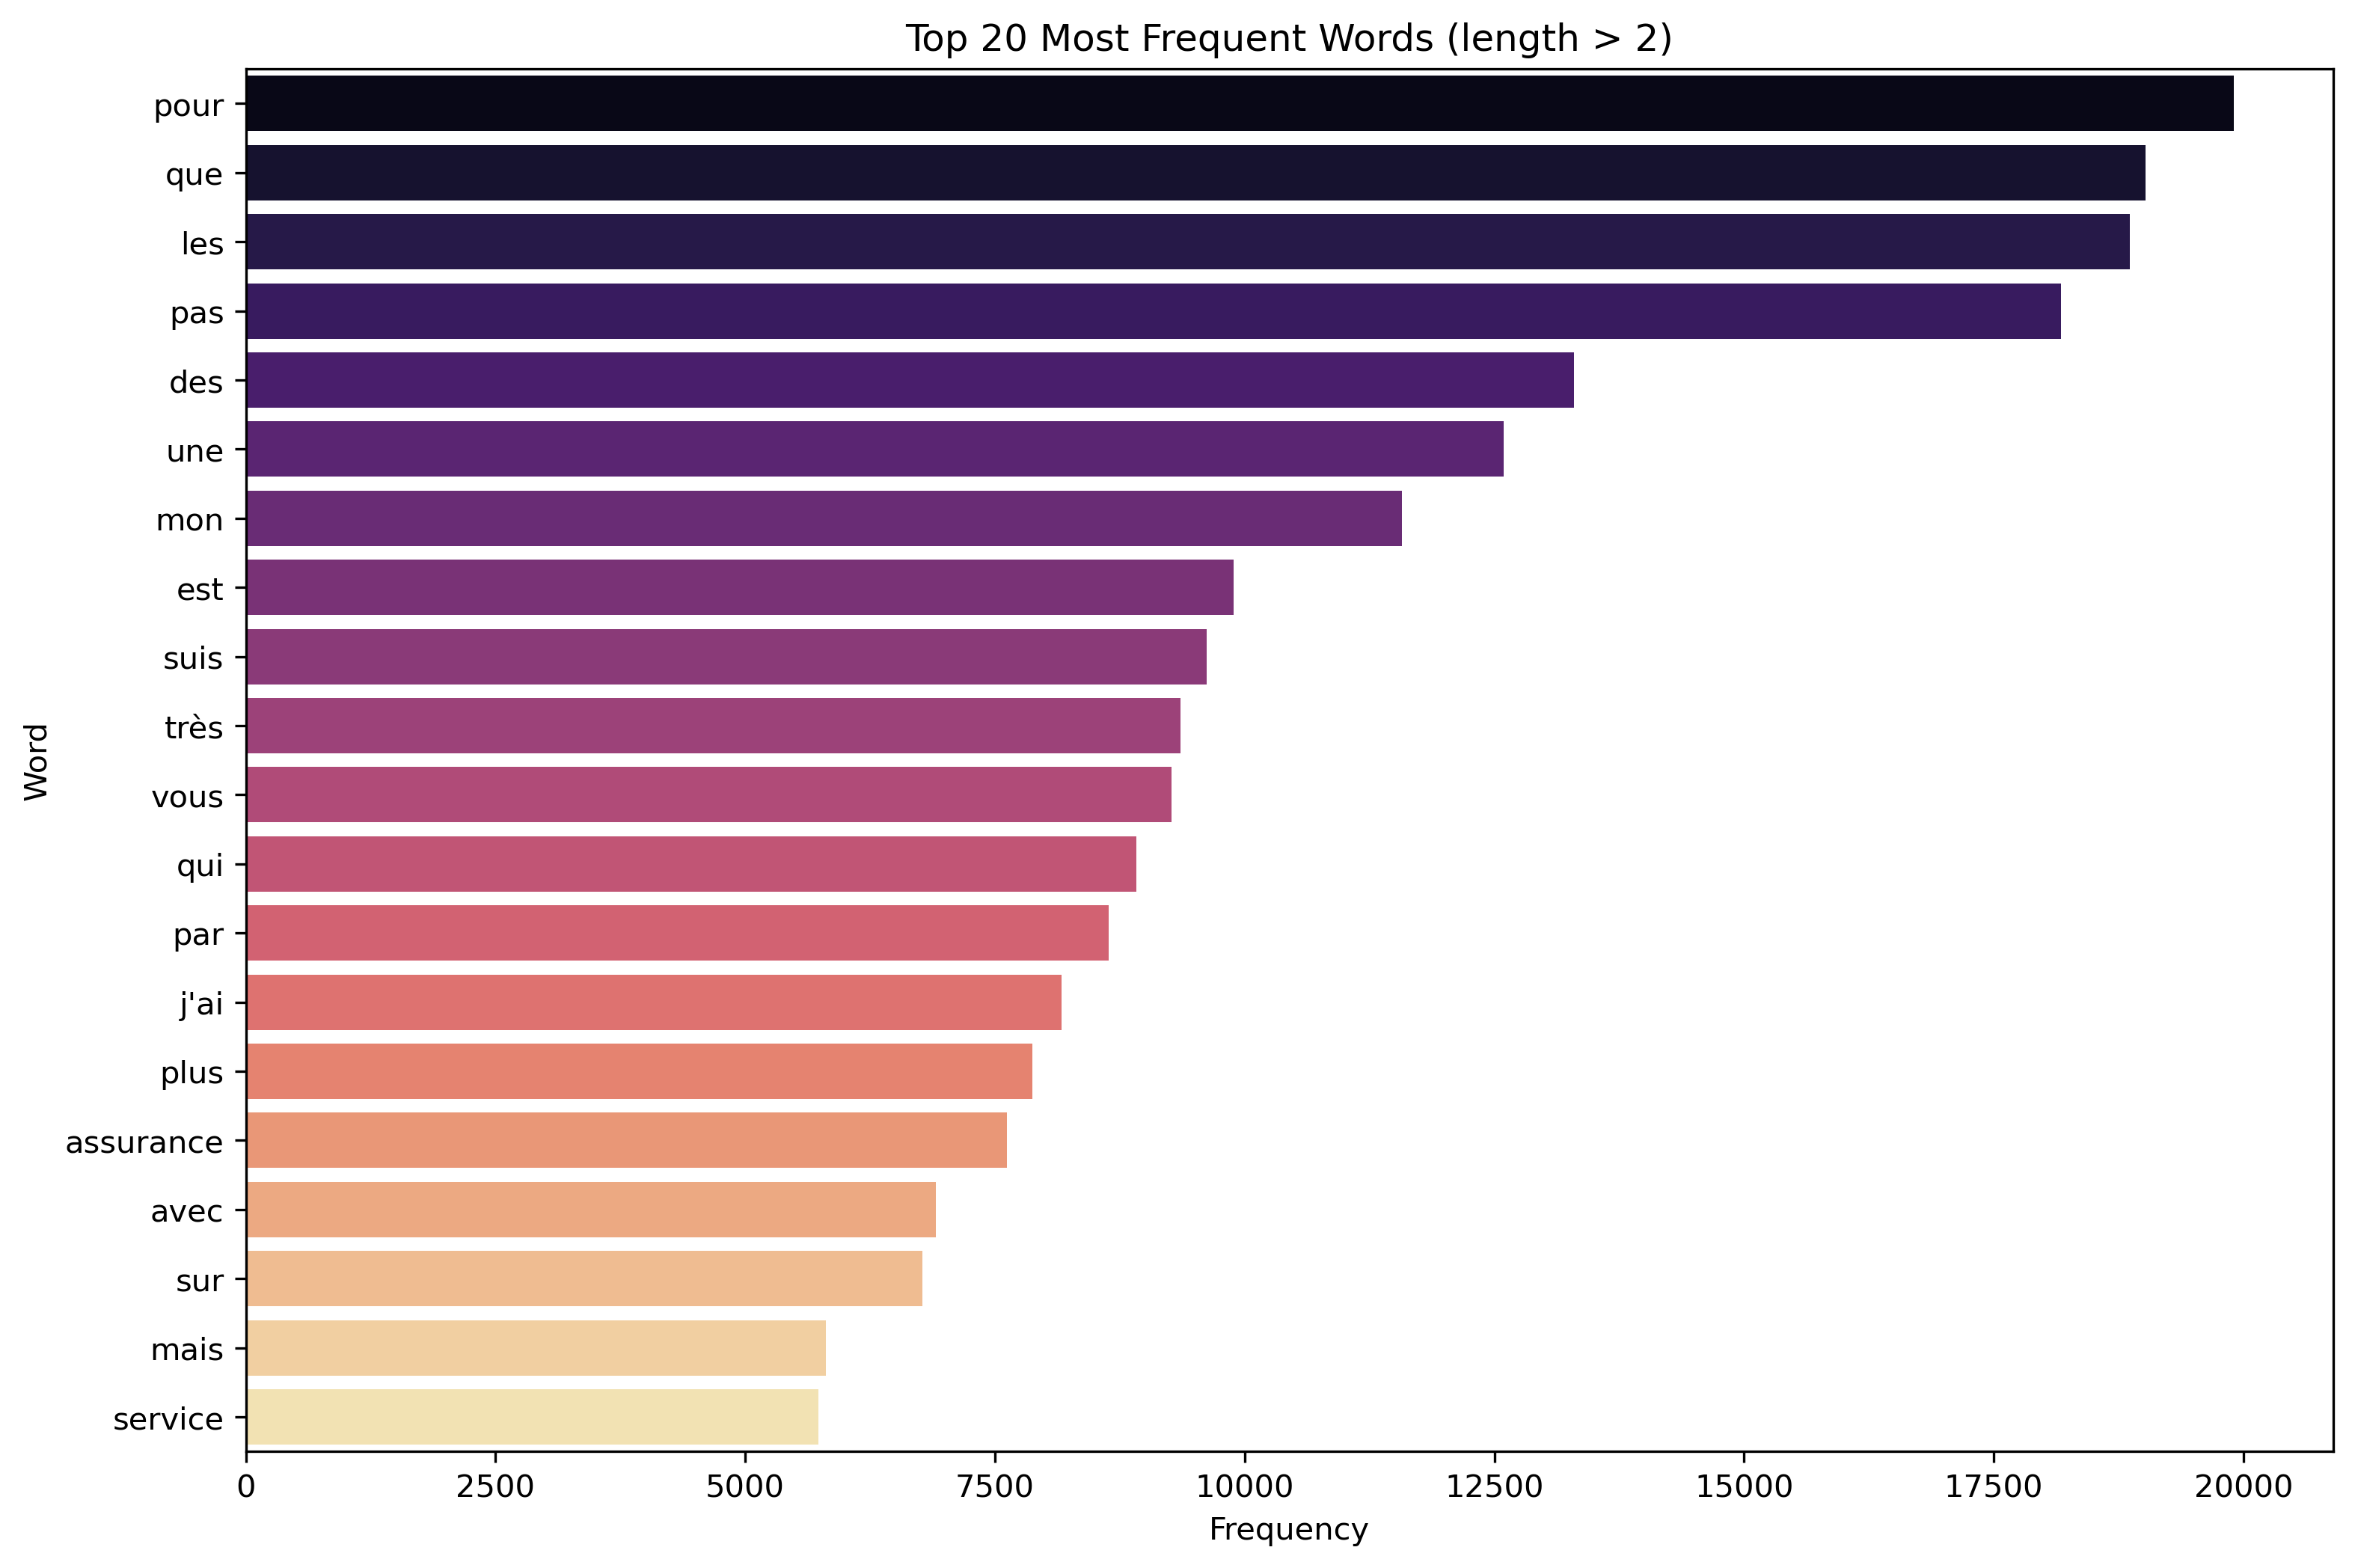 Top 20 Most Frequent Words (length > 2)
pour
que
les
pas
des
une
mon
est
suis
très
vous
qui
par
j'ai
plus
assurance
avec
sur
mais
service
Word
0 2500 5000 7500 10000 12500 15000 17500 20000
Frequency